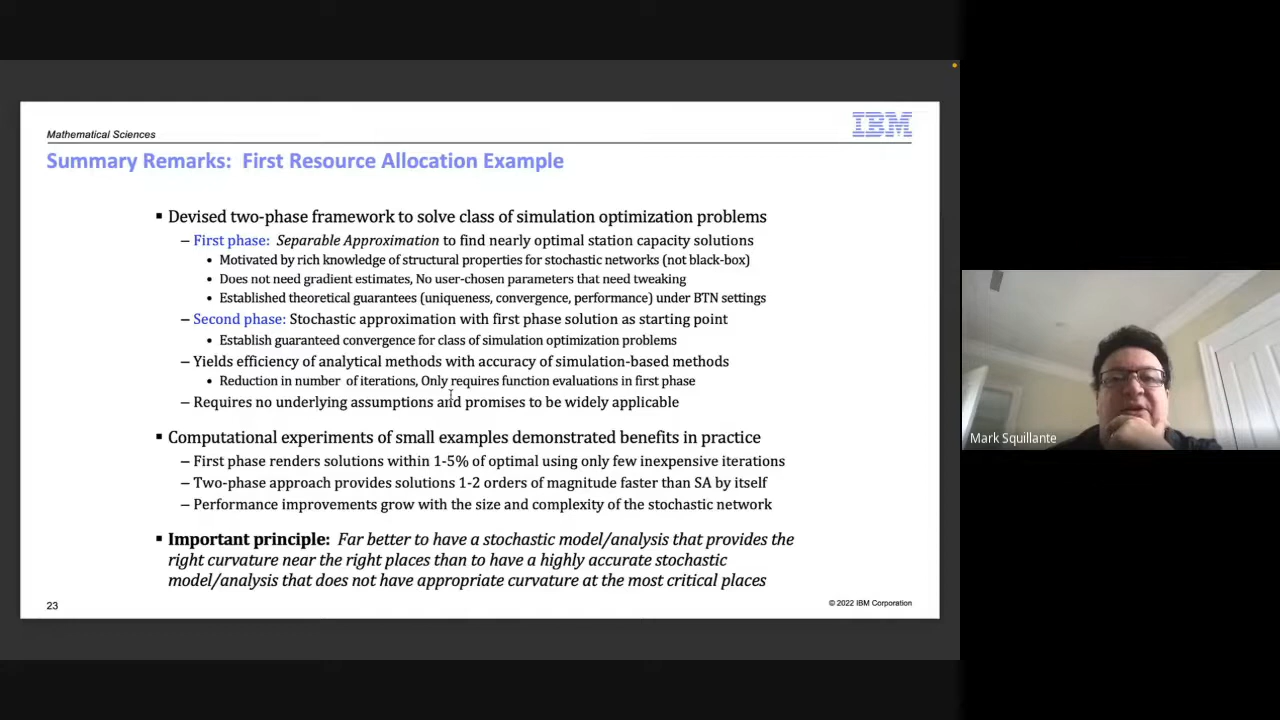 Mathematical Sciences
IBM
Summary Remarks: First Resource Allocation Example
▪ Devised two-phase framework to solve class of simulation optimization problems
– First phase: Separable Approximation to find nearly optimal station capacity solutions
• Motivated by rich knowledge of structural properties for stochastic networks (not black-box)
• Does not need gradient estimates, No user-chosen parameters that need tweaking
• Established theoretical guarantees (uniqueness, convergence, performance) under BTN settings
– Second phase: Stochastic approximation with first phase solution as starting point
• Establish guaranteed convergence for class of simulation optimization problems
– Yields efficiency of analytical methods with accuracy of simulation-based methods
• Reduction in number of iterations, Only requires function evaluations in first phase
– Requires no underlying assumptions and promises to be widely applicable
▪ Computational experiments of small examples demonstrated benefits in practice
– First phase renders solutions within 1-5% of optimal using only few inexpensive iterations
– Two-phase approach provides solutions 1-2 orders of magnitude faster than SA by itself
– Performance improvements grow with the size and complexity of the stochastic network
▪ Important principle: Far better to have a stochastic model/analysis that provides the
right curvature near the right places than to have a highly accurate stochastic
model/analysis that does not have appropriate curvature at the most critical places
23
© 2022 IBM Corporation
Mark Squillante